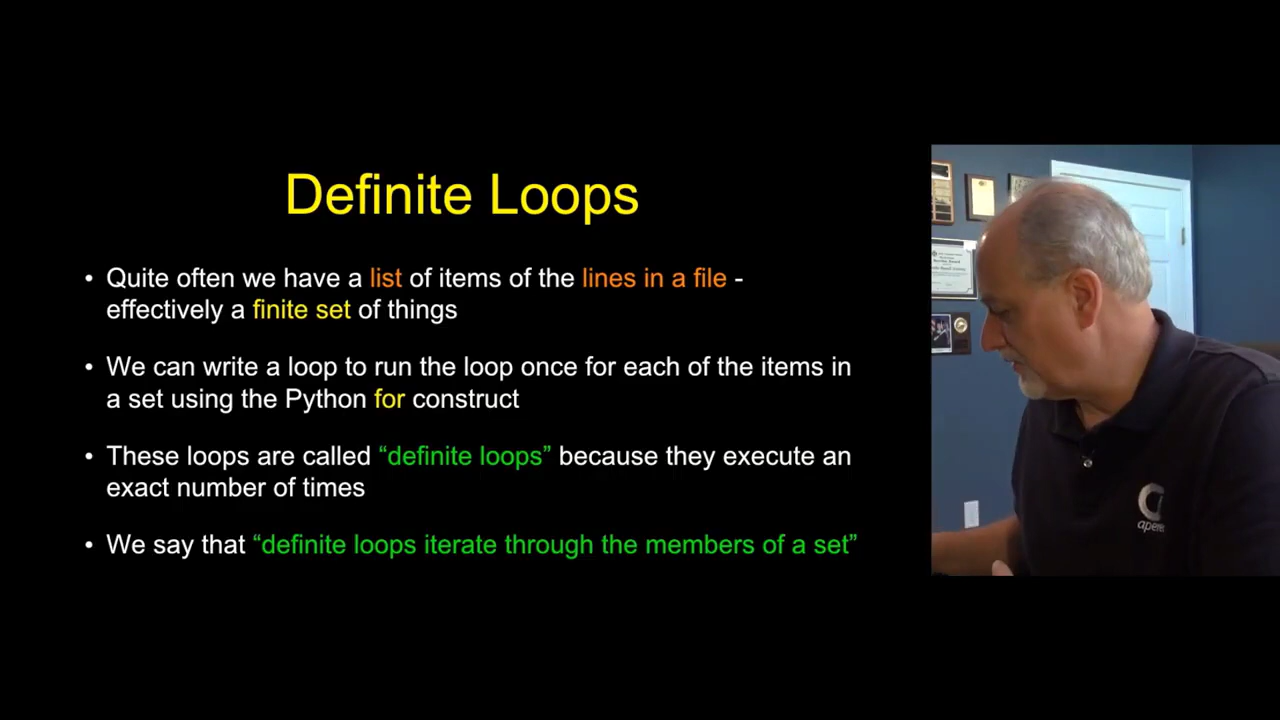 Definite Loops
• Quite often we have a list of items of the lines in a file -
effectively a finite set of things
• We can write a loop to run the loop once for each of the items in
a set using the Python for construct
• These loops are called “definite loops” because they execute an
exact number of times
• We say that “definite loops iterate through the members of a set”